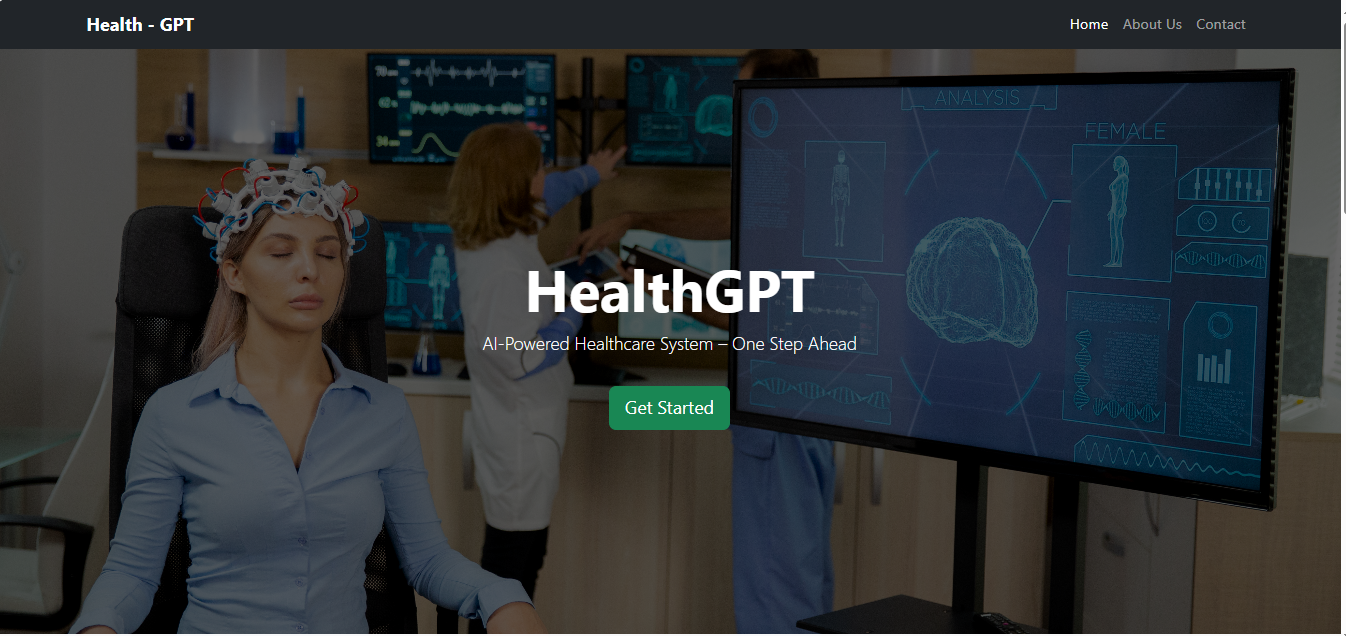 Health - GPT
Home About Us Contact
ANALYSIS
FEMALE
HealthGPT
AI-Powered Healthcare System – One Step Ahead
Get Started